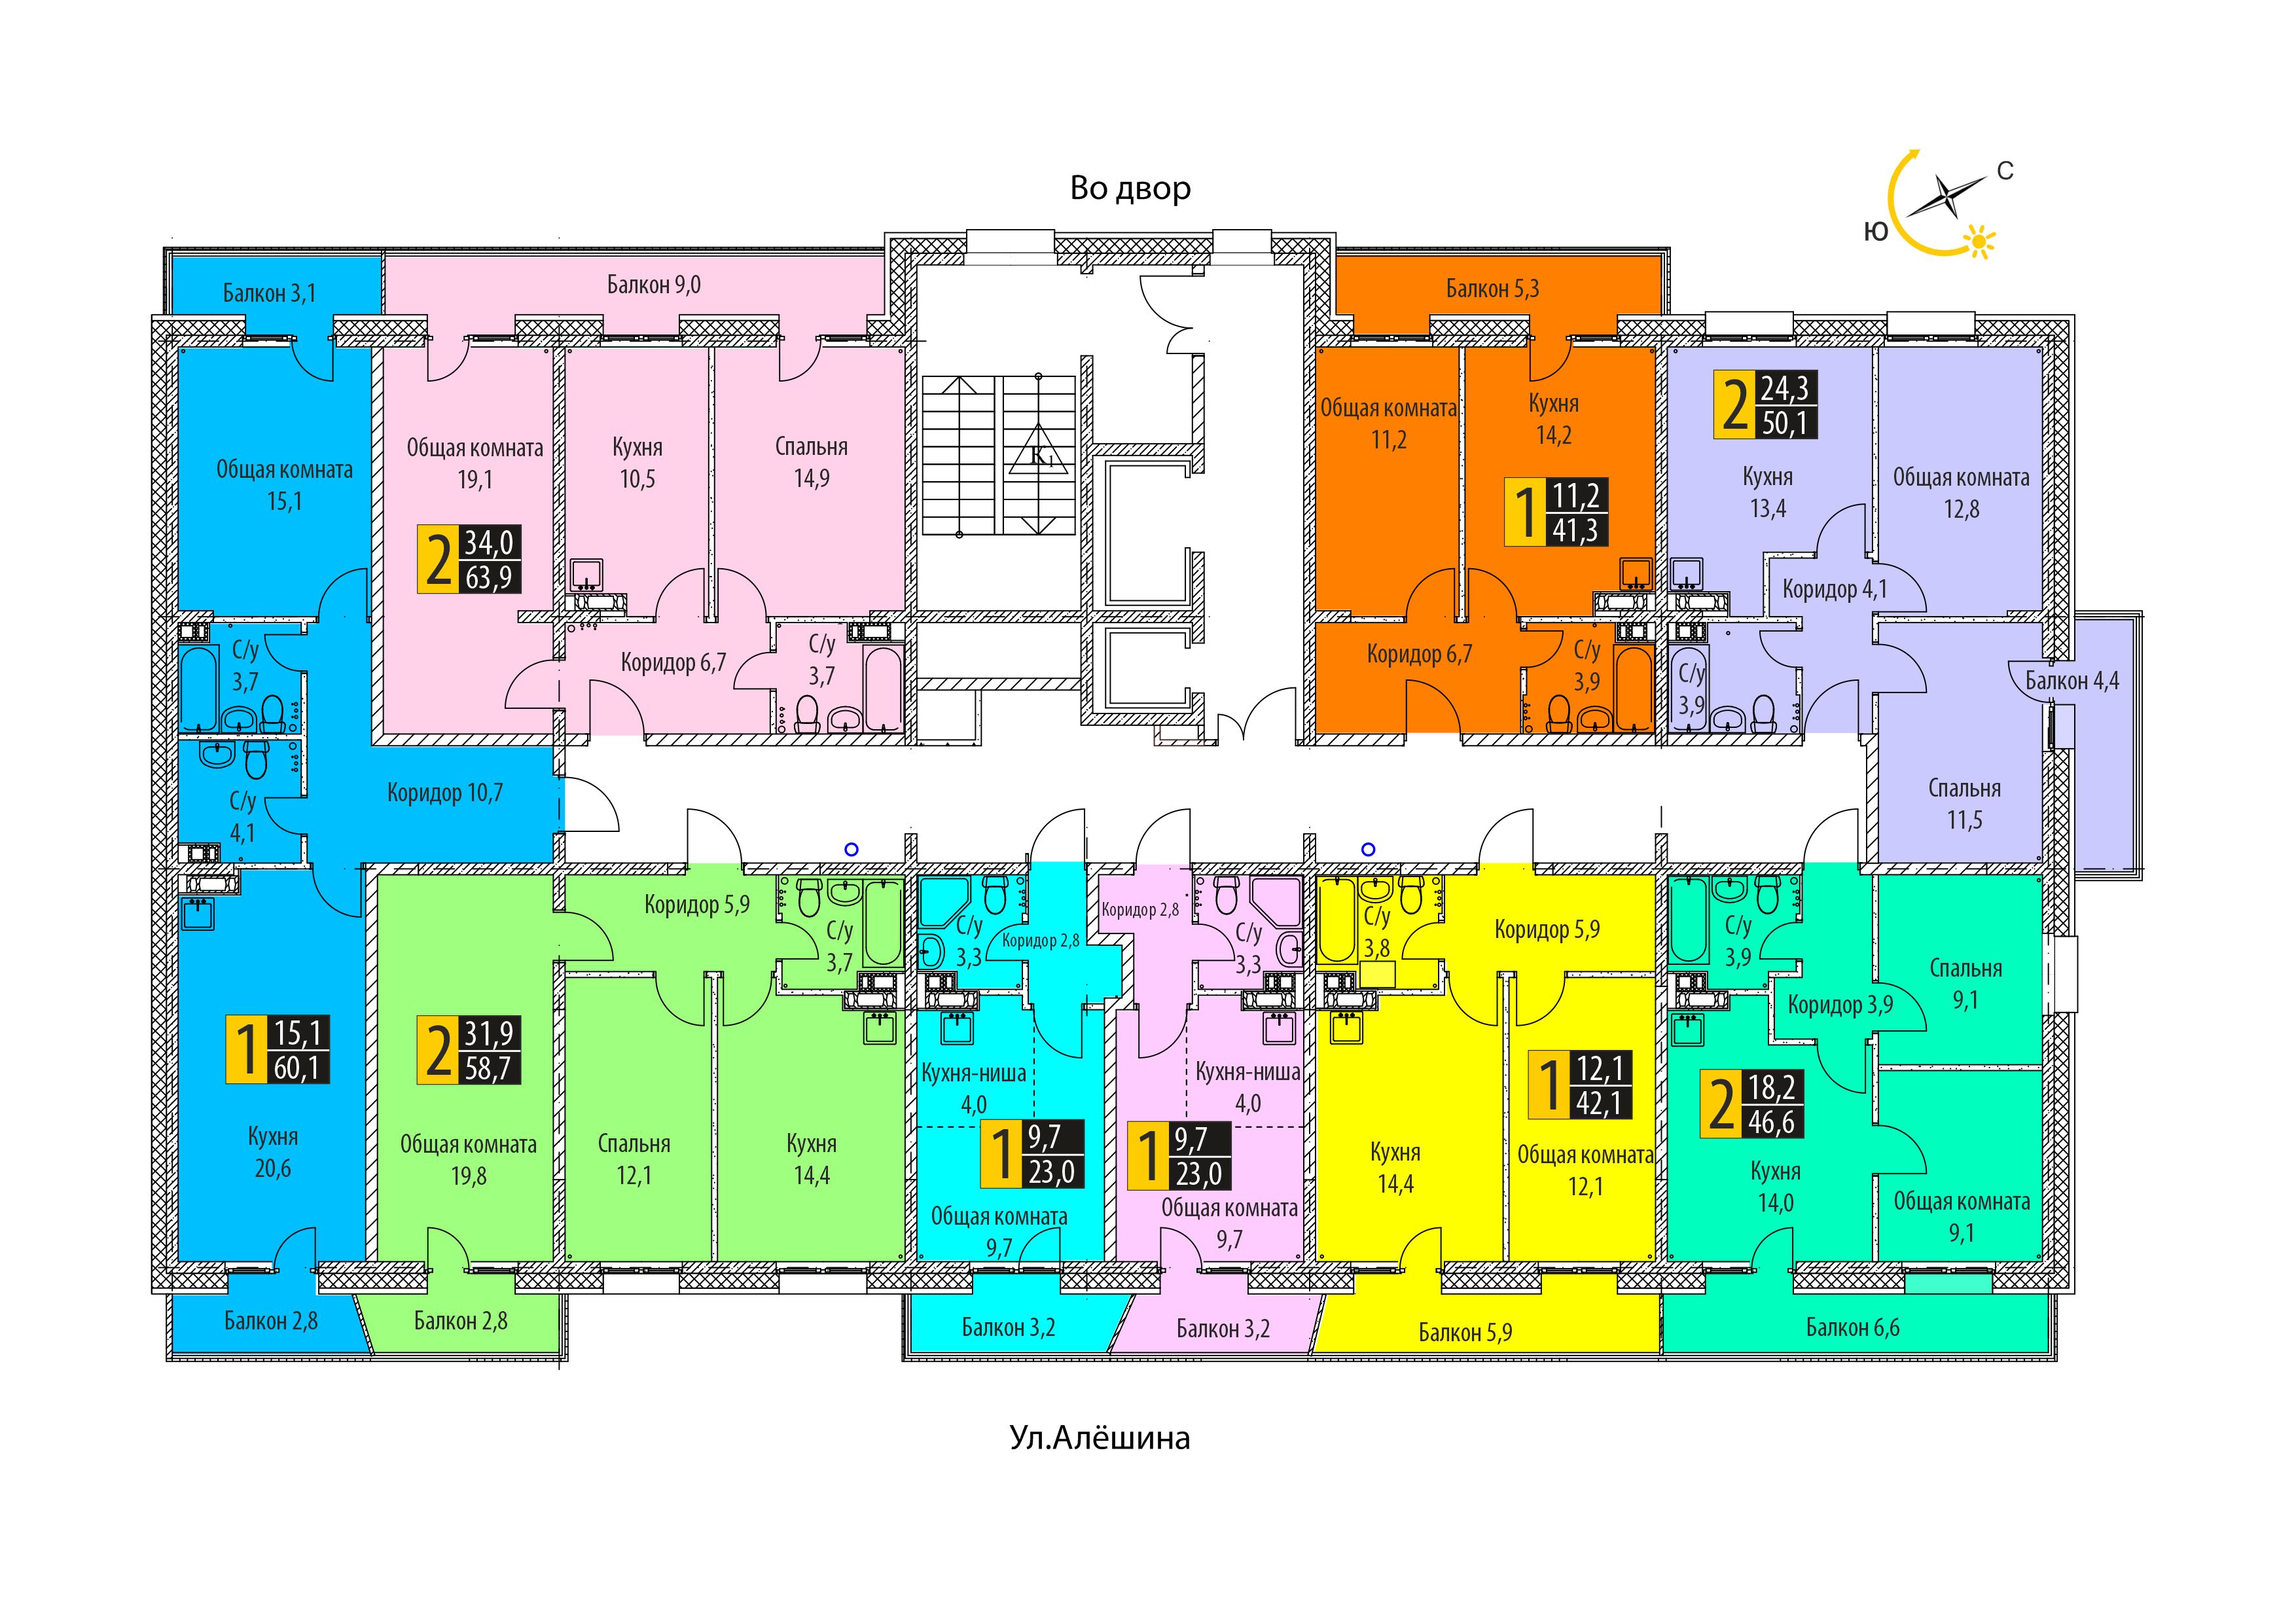 Во двор
С
Ю
Балкон 3,1
Балкон 9,0
Балкон 5,3
Общая комната
15,1
Общая комната
19,1
2
34,0
63,9
Кухня
10,5
Спальня
14,9
К1
Общая комната
11,2
Кухня
14,2
1
11,2
41,3
2
24,3
50,1
Кухня
13,4
Общая комната
12,8
Коридор 4,1
С/у
3,7
Коридор 6,7
С/у
3,7
Коридор 6,7
С/у
3,9
С/у
3,9
Балкон 4,4
С/у
4,1
Коридор 10,7
Спальня
11,5
Коридор 5,9
С/у
3,7
С/у
3,3
Коридор 2,8
Коридор 2,8
С/у
3,3
С/у
3,8
Коридор 5,9
С/у
3,9
Коридор 3,9
Спальня
9,1
1
15,1
60,1
Кухня
20,6
2
31,9
58,7
Общая комната
19,8
Спальня
12,1
Кухня
14,4
Кухня-ниша
4,0
1
9,7
23,0
Общая комната
9,7
Кухня-ниша
4,0
1
9,7
23,0
Общая комната
9,7
Кухня
14,4
1
12,1
42,1
Общая комната
12,1
2
18,2
46,6
Кухня
14,0
Общая комната
9,1
Балкон 2,8
Балкон 2,8
Балкон 3,2
Балкон 3,2
Балкон 5,9
Балкон 6,6
Ул.Алёшина